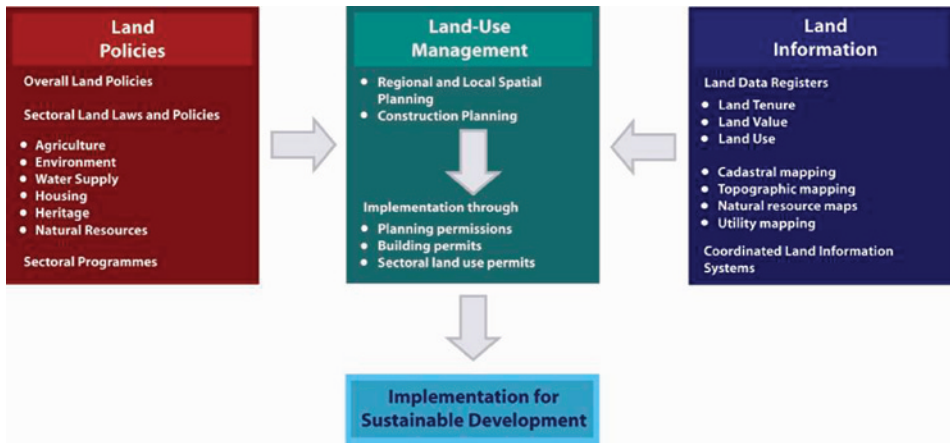 Land
Policies
Overall Land Policies
Sectoral Land Laws and Policies
• Agriculture
• Environment
• Water Supply
• Housing
• Heritage
• Natural Resources
Sectoral Programmes
Land-Use
Management
• Regional and Local Spatial
Planning
• Construction Planning
Implementation through
• Planning permissions
• Building permits
• Sectoral land use permits
Land
Information
Land Data Registers
• Land Tenure
• Land Value
• Land Use
• Cadastral mapping
• Topographic mapping
• Natural resource maps
• Utility mapping
Coordinated Land Information
Systems
Implementation for
Sustainable Development